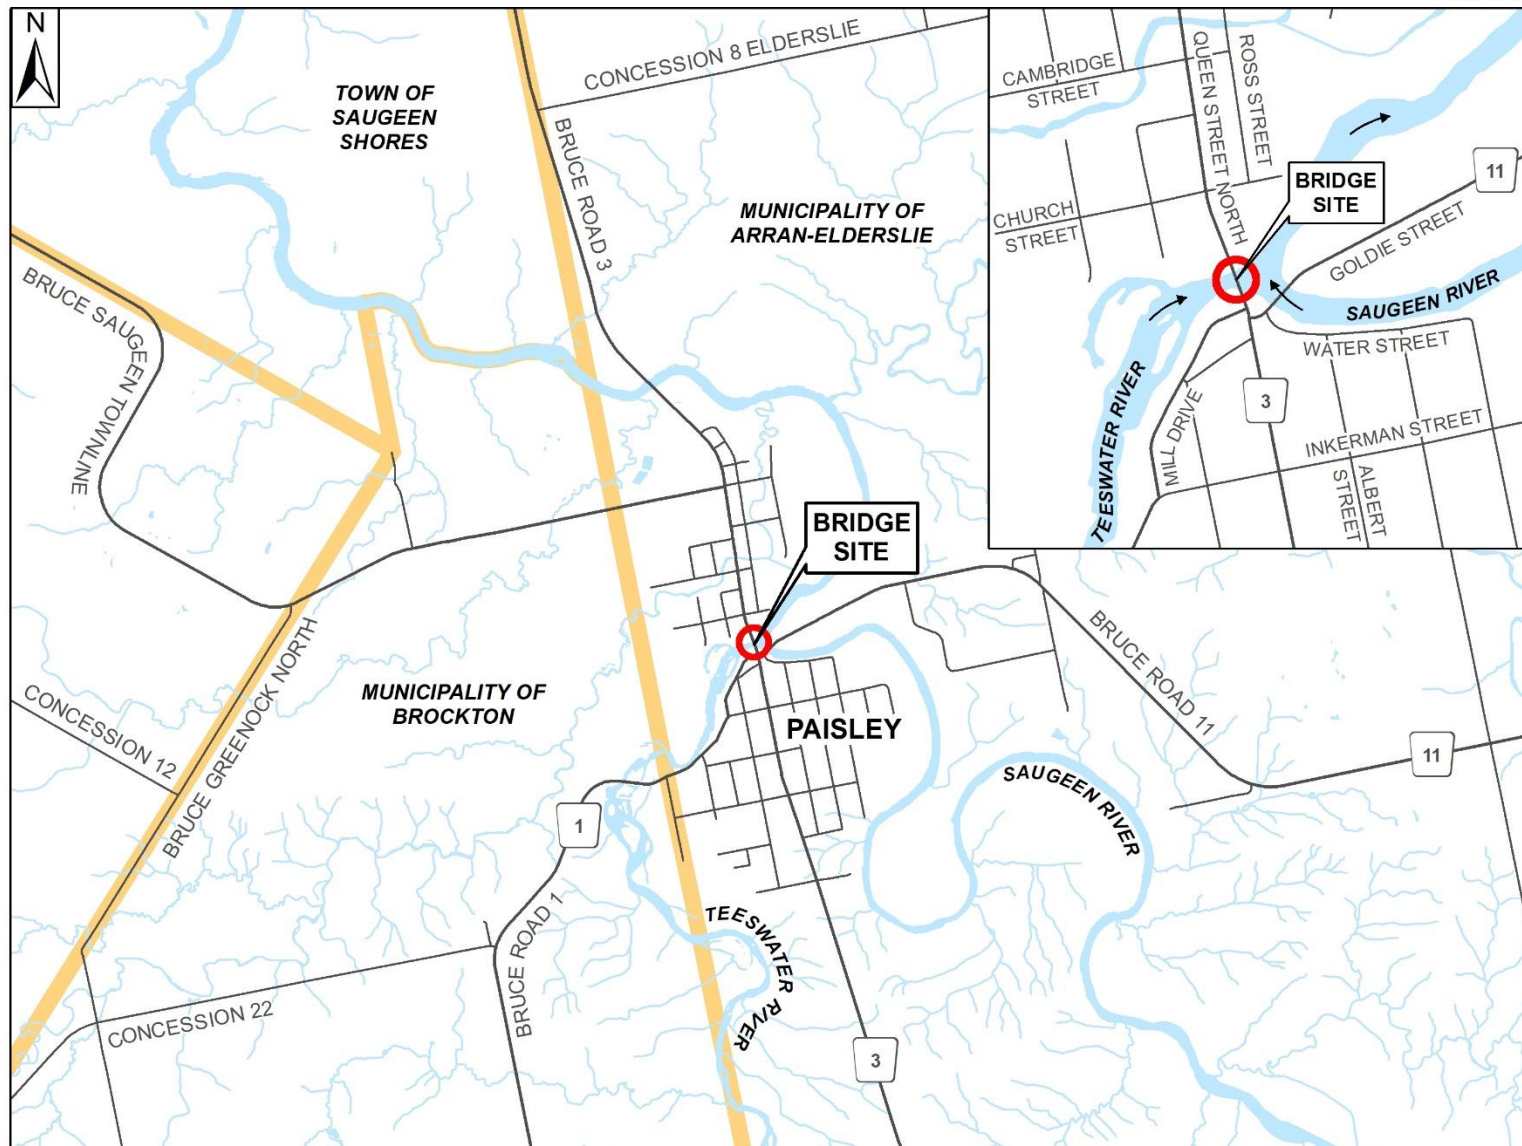 N
TOWN OF
SAUGEEN
SHORES
CONCESSION 8 ELDERSLIE
BRUCE ROAD 3
MUNICIPALITY OF
ARRAN-ELDERSLIE
BRUCE SAUGEEN TOWNLINE
BRIDGE
SITE
MUNICIPALITY OF
BROCKTON
BRUCE GREENOCK NORTH
CONCESSION 12
PAISLEY
BRUCE ROAD 11
11
SAUGEEN RIVER
1
BRUCE ROAD 1
TEESWATER
RIVER
CONCESSION 22
3
CAMBRIDGE
STREET
QUEEN STREET NORTH
ROSS STREET
11
BRIDGE
SITE
CHURCH
STREET
GOLDIE STREET
SAUGEEN RIVER
WATER STREET
TEESWATER RIVER
MILL DRIVE
3
INKERMAN STREET
ALBERT
STREET